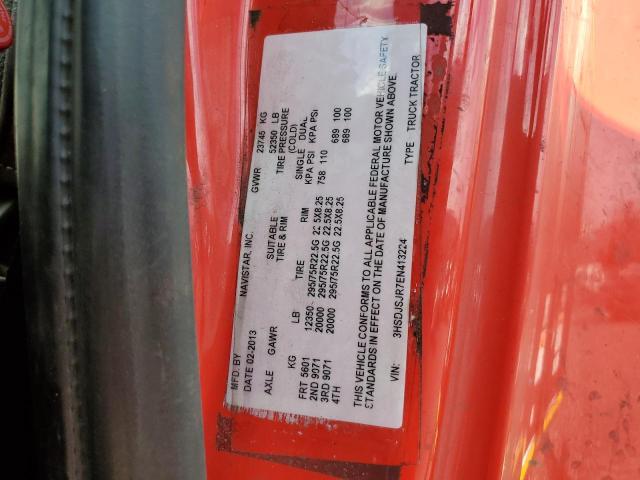 MFD. BY NAVISTAR, INC.
DATE 02-2013 GVWR 23745 KG
52350 LB
AXLE GAWR SUITABLE TIRE & RIM TIRE PRESSURE (COLD)
SINGLE DUAL
KG LB TIRE RIM KPA PSI KPA PSI
FRT 5601 12350 295/75R22.5G 22.5X8.25 758 110
2ND 9071 20000 295/75R22.5G 22.5X8.25 689 100
3RD 9071 20000 295/75R22.5G 22.5X8.25 689 100
4TH
THIS VEHICLE CONFORMS TO ALL APPLICABLE FEDERAL MOTOR VEHICLE SAFETY
STANDARDS IN EFFECT ON THE DATE OF MANUFACTURE SHOWN ABOVE.
VIN: 3HSDJSJR7EN413224 TYPE TRUCK TRACTOR